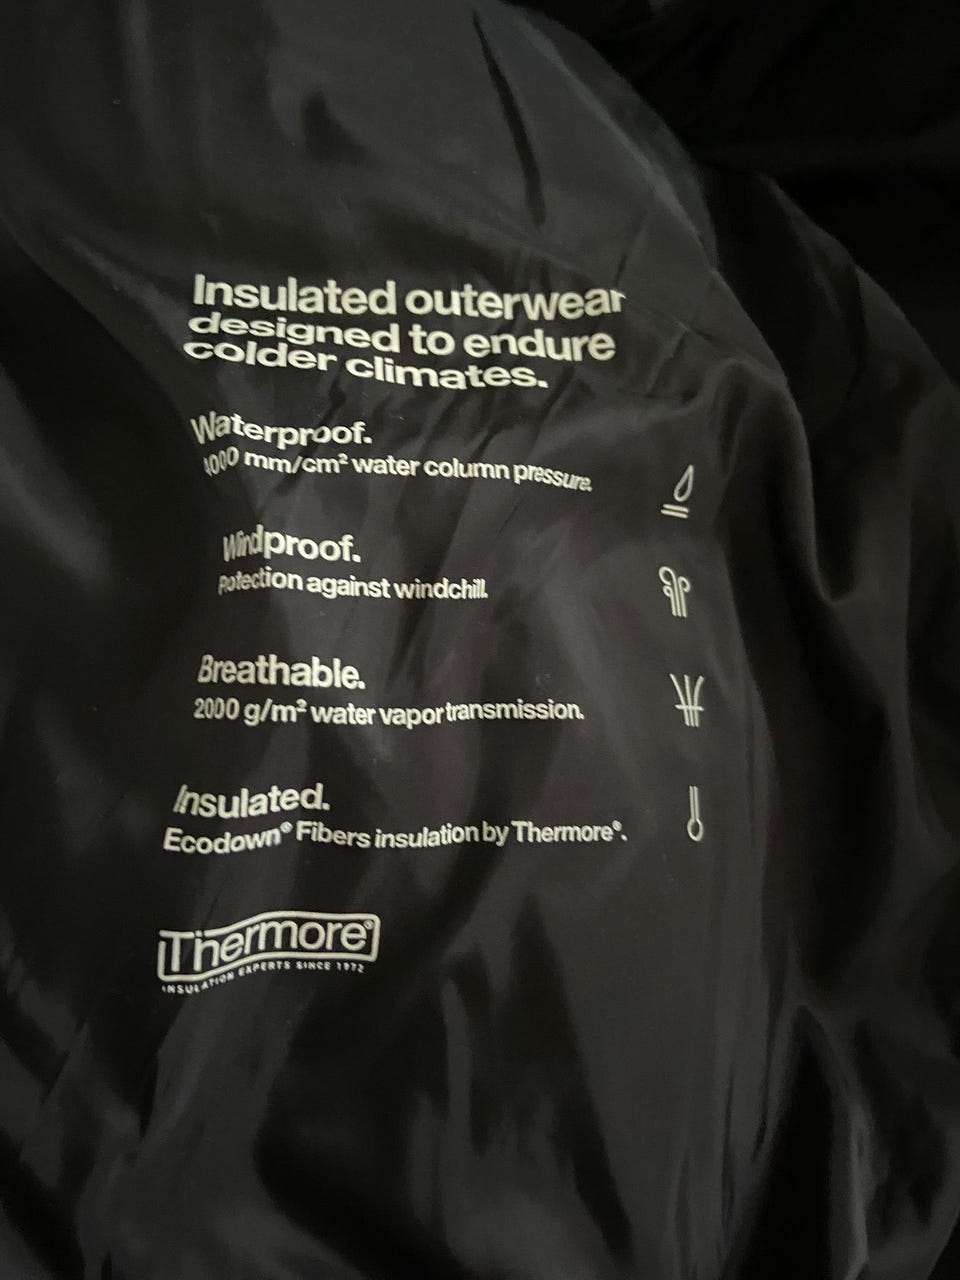 Insulated outerwear
designed to endure
colder climates.
Waterproof.
4000 mm/cm² water column pressure.
Windproof.
Protection against windchill.
Breathable.
2000 g/m² water vapor transmission.
Insulated.
Ecodown® Fibers insulation by Thermore®.
Thermore®
INSULATION EXPERTS SINCE 1972